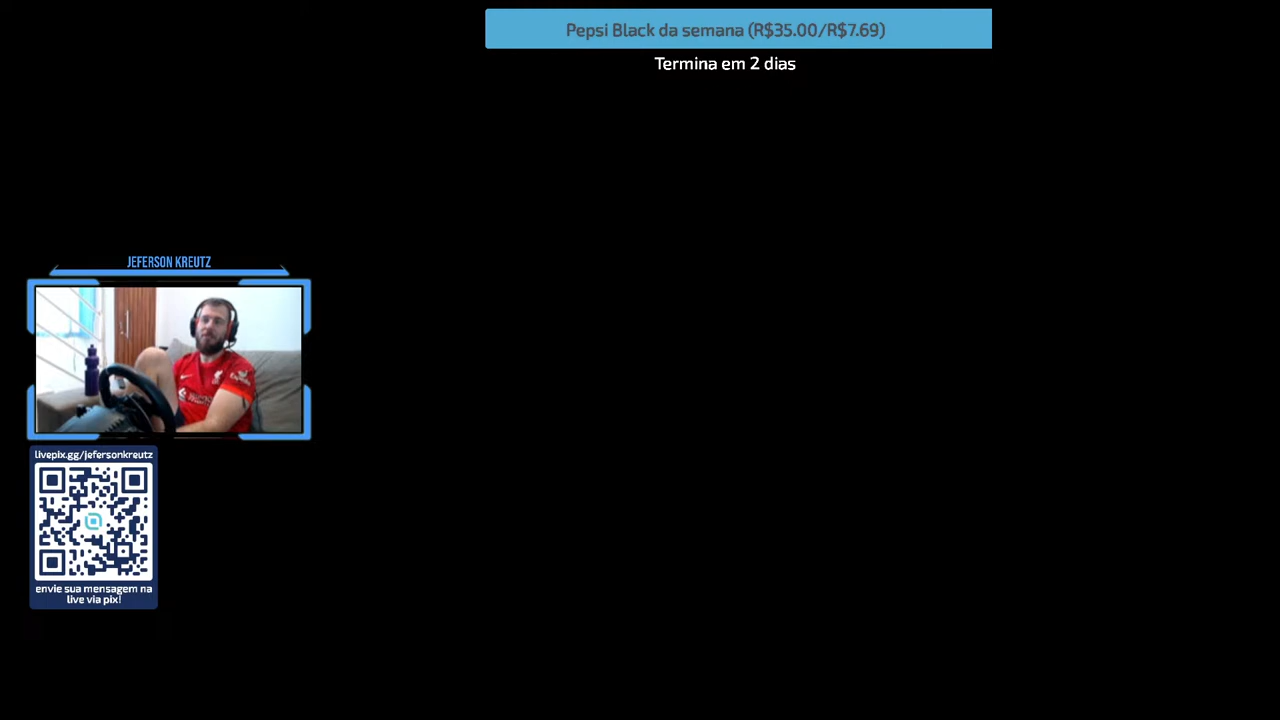 Pepsi Black da semana (R$35.00/R$7.69)
Termina em 2 dias
JEFERSON KREUTZ
livepix.gg/jefersonkreutz
envie sua mensagem na
live via pix!